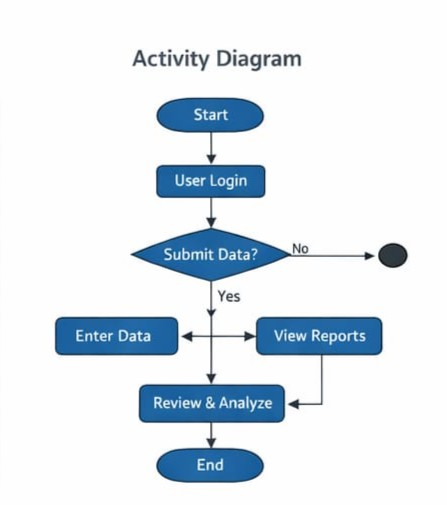 Activity Diagram
Start
User Login
Submit Data?
No
Yes
Enter Data
View Reports
Review & Analyze
End